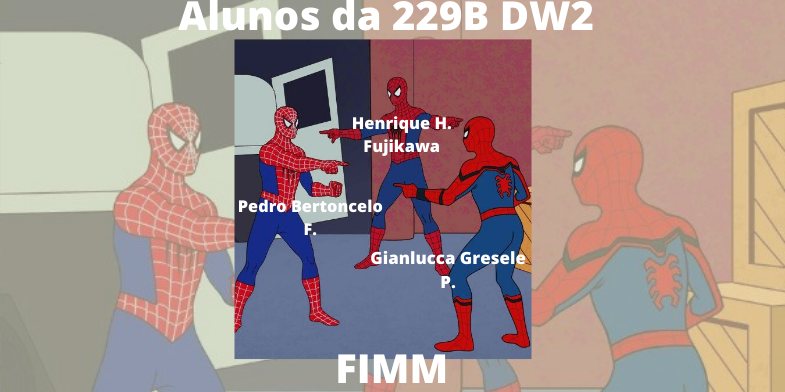 Alunos da 229B DW2
Henrique H.
Fujikawa
Pedro Bertoncelo
F.
Gianlucca Gresele
P.
FIMM